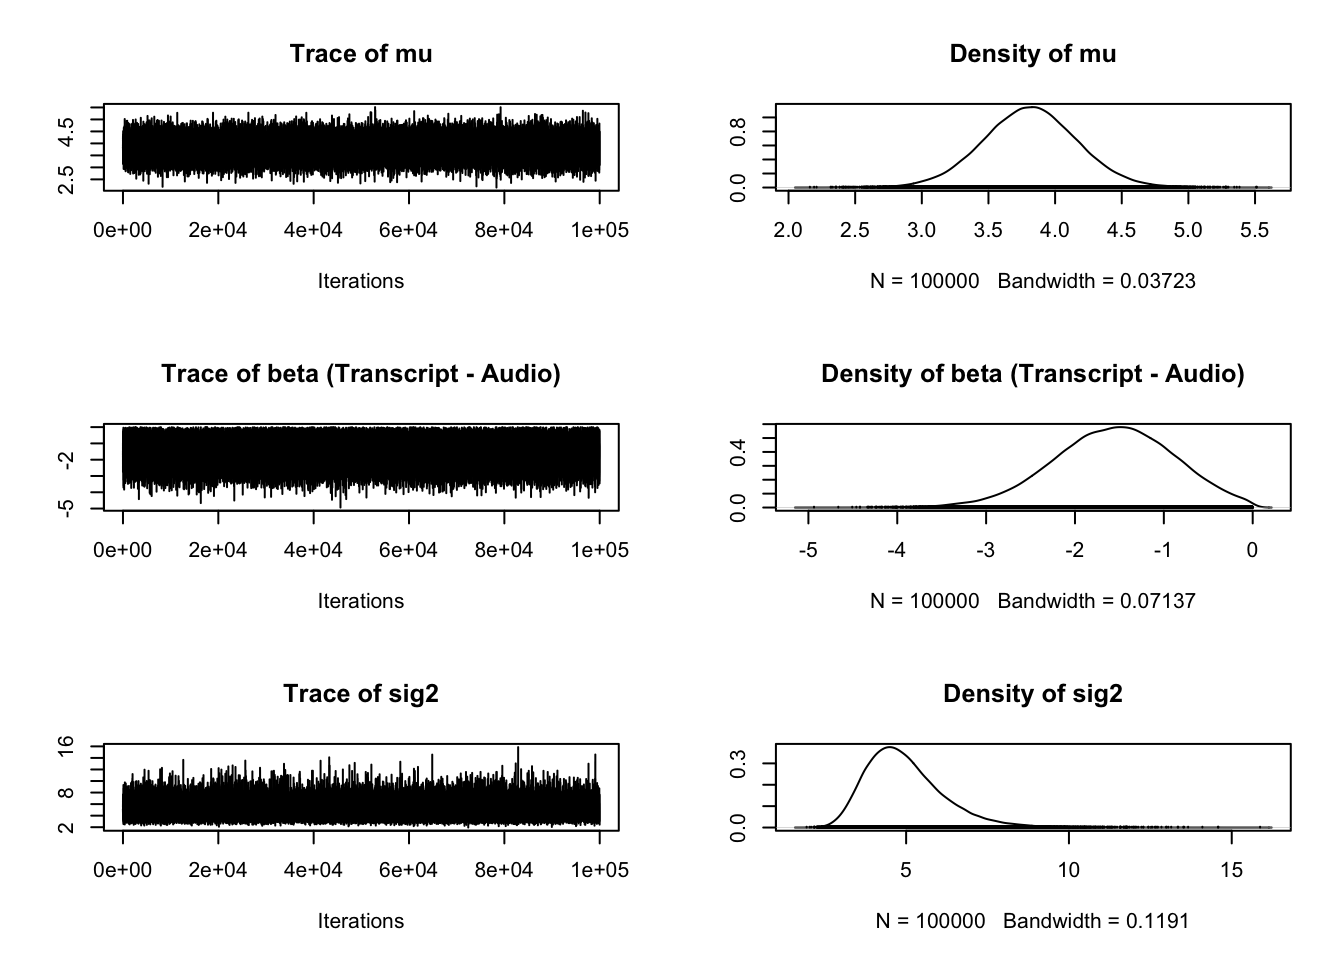 Trace of mu
4.5
2.5
0e+00 2e+04 4e+04 6e+04 8e+04 1e+05
Iterations
Density of mu
0.8
0.0
2.0 2.5 3.0 3.5 4.0 4.5 5.0 5.5
N = 100000 Bandwidth = 0.03723
Trace of beta (Transcript - Audio)
-2
-5
0e+00 2e+04 4e+04 6e+04 8e+04 1e+05
Iterations
Density of beta (Transcript - Audio)
0.4
0.0
-5 -4 -3 -2 -1 0
N = 100000 Bandwidth = 0.07137
Trace of sig2
16
8
2
0e+00 2e+04 4e+04 6e+04 8e+04 1e+05
Iterations
Density of sig2
0.3
0.0
5 10 15
N = 100000 Bandwidth = 0.1191